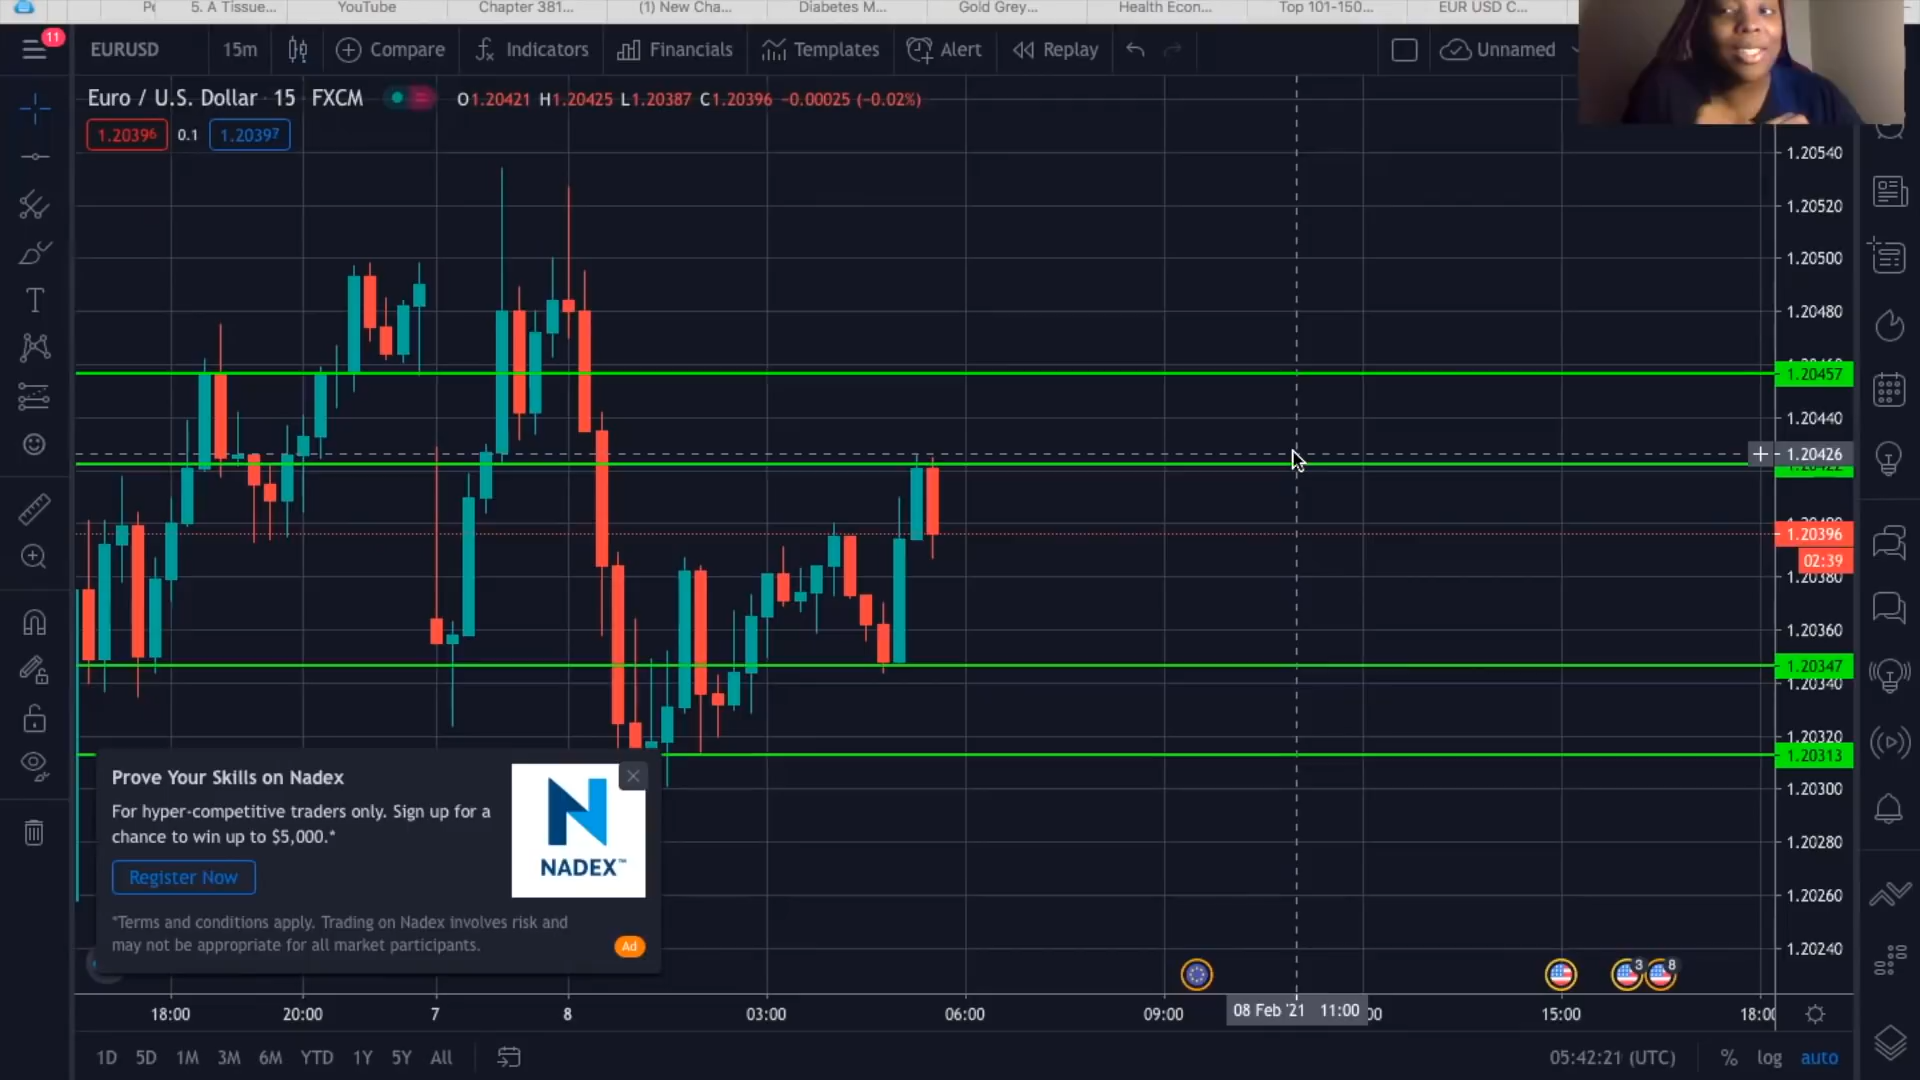 5. A Tissue...
YouTube
Chapter 381...
(1) New Cha...
Diabetes M...
Gold Grey...
Health Econ...
Top 101-150...
EUR USD C...
11
EURUSD
15m
Compare
Indicators
Financials
Templates
Alert
Replay
Unnamed
Euro / U.S. Dollar 15 FXCM
O1.20421 H1.20425 L1.20387 C1.20396 −0.00025 (−0.02%)
1.20396
0.1
1.20397
1.20540
1.20520
1.20500
1.20480
1.20457
1.20440
1.20426
1.20396
02:39
1.20380
1.20360
1.20347
1.20340
1.20320
1.20313
1.20300
1.20280
1.20260
1.20240
Prove Your Skills on Nadex
For hyper-competitive traders only. Sign up for a
chance to win up to $5,000.*
Register Now
*Terms and conditions apply. Trading on Nadex involves risk and
may not be appropriate for all market participants.
Ad
N
NADEX™
3
8
18:00
20:00
7
8
03:00
06:00
09:00
08 Feb '21 11:00
15:00
18:00
1D
5D
1M
3M
6M
YTD
1Y
5Y
All
05:42:21 (UTC)
%
log
auto